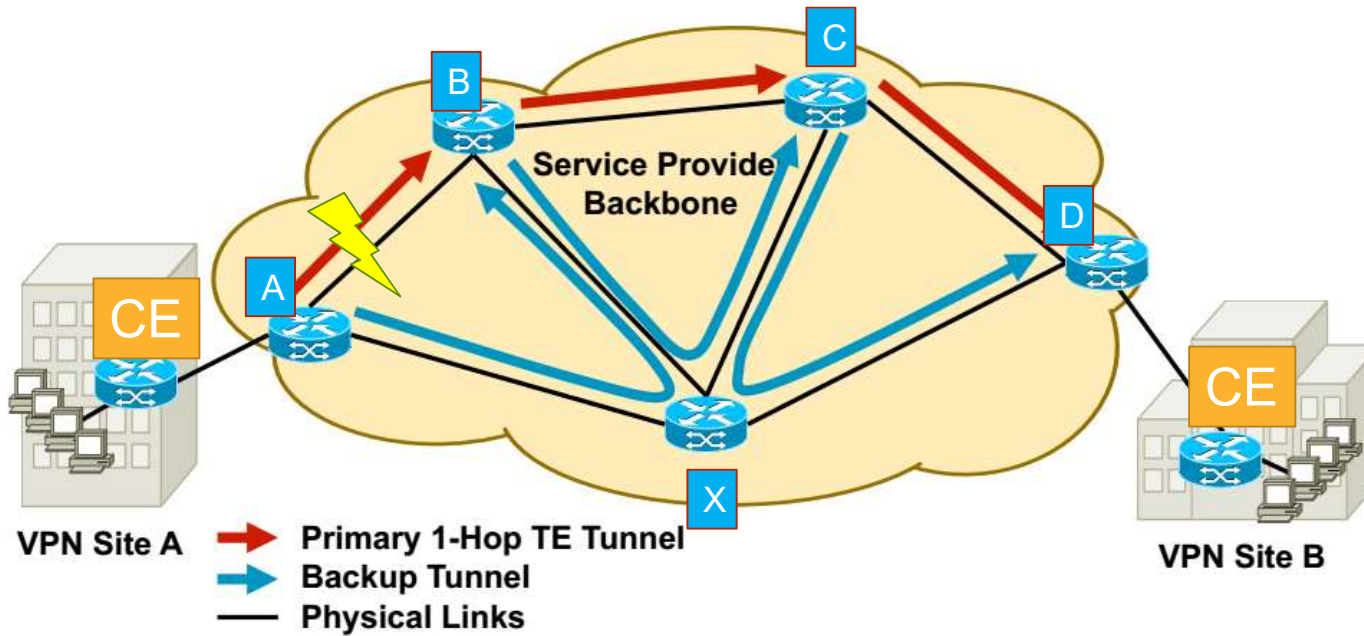 C
B
Service Provide
Backbone
D
A
CE
CE
X
VPN Site A
Primary 1-Hop TE Tunnel
VPN Site B
Backup Tunnel
Physical Links